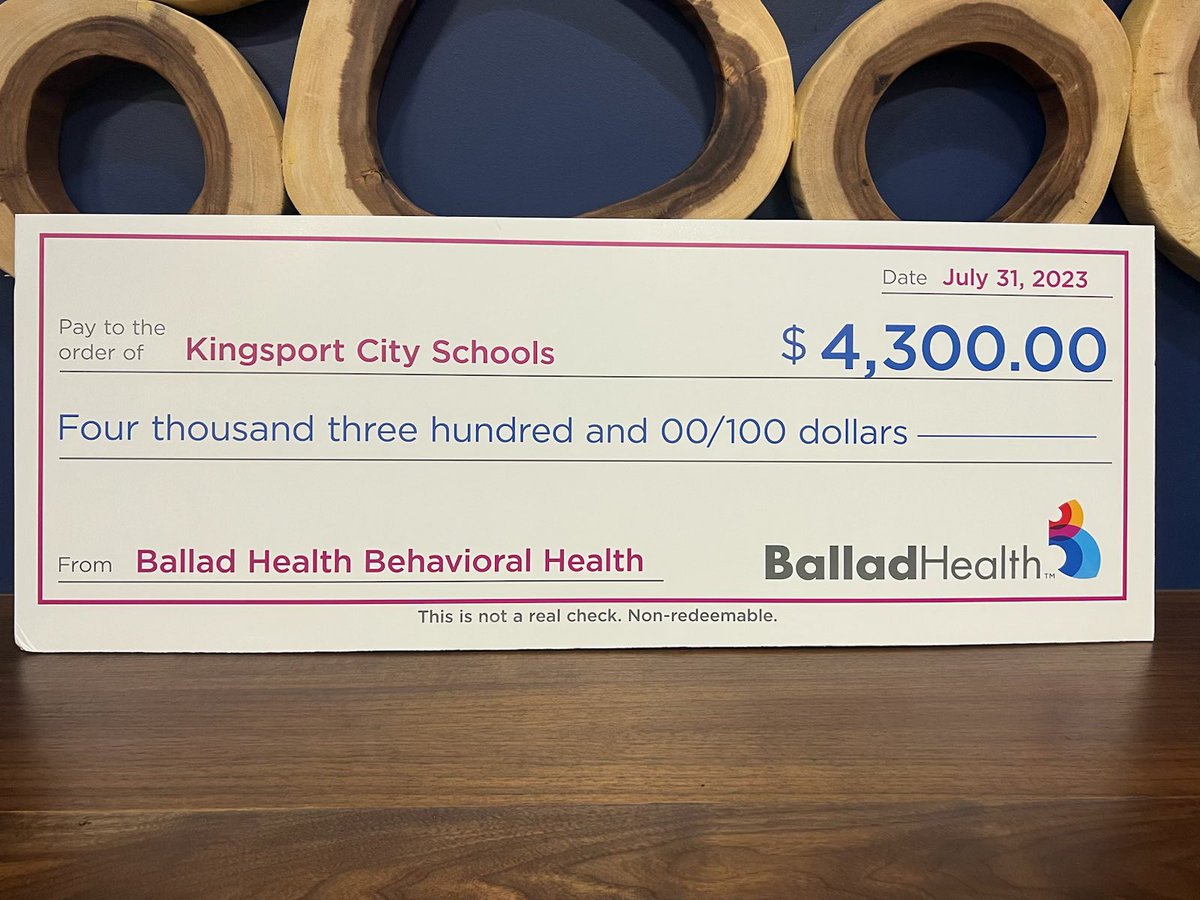 Date July 31, 2023
Pay to the
order of Kingsport City Schools $ 4,300.00
Four thousand three hundred and 00/100 dollars
From Ballad Health Behavioral Health
BalladHealth™
This is not a real check. Non-redeemable.